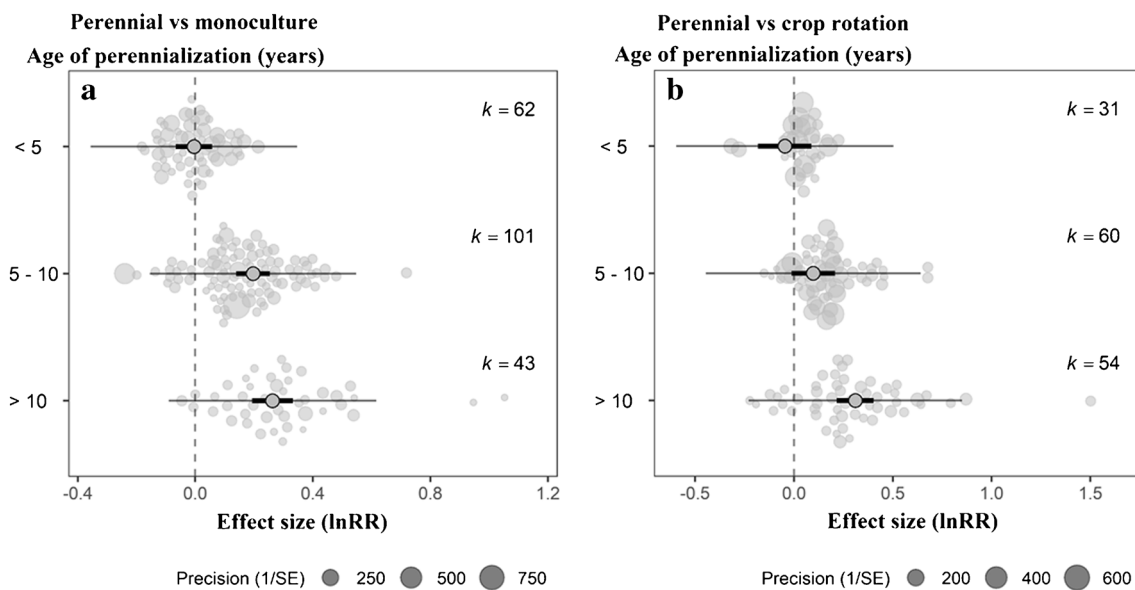 Perennial vs monoculture
Age of perennialization (years)
a
k = 62
< 5
k = 101
5 - 10
k = 43
> 10
-0.4 0.0 0.4 0.8 1.2
Effect size (lnRR)
Precision (1/SE) 250 500 750
Perennial vs crop rotation
Age of perennialization (years)
b
k = 31
< 5
k = 60
5 - 10
k = 54
> 10
-0.5 0.0 0.5 1.0 1.5
Effect size (lnRR)
Precision (1/SE) 200 400 600